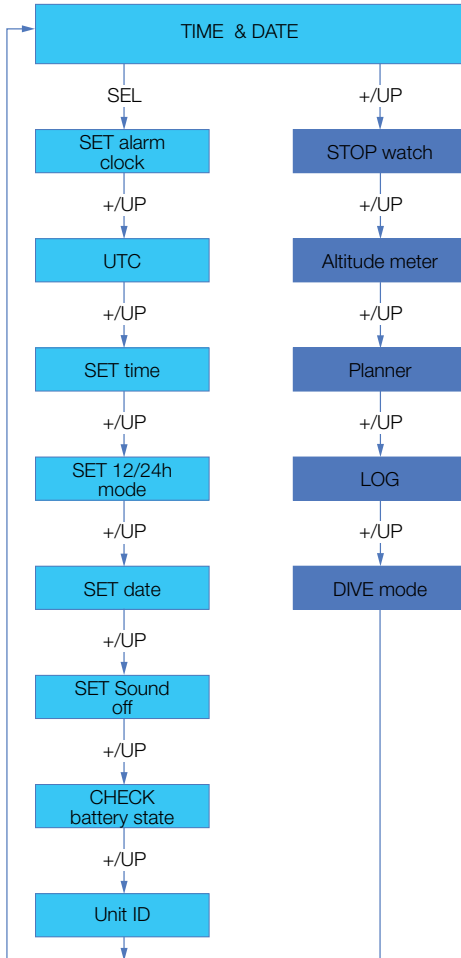 TIME & DATE
SEL
+/UP
SET alarm
clock
STOP watch
+/UP
+/UP
UTC
Altitude meter
+/UP
+/UP
SET time
Planner
+/UP
+/UP
SET 12/24h
mode
LOG
+/UP
+/UP
SET date
DIVE mode
+/UP
SET Sound
off
+/UP
CHECK
battery state
+/UP
Unit ID